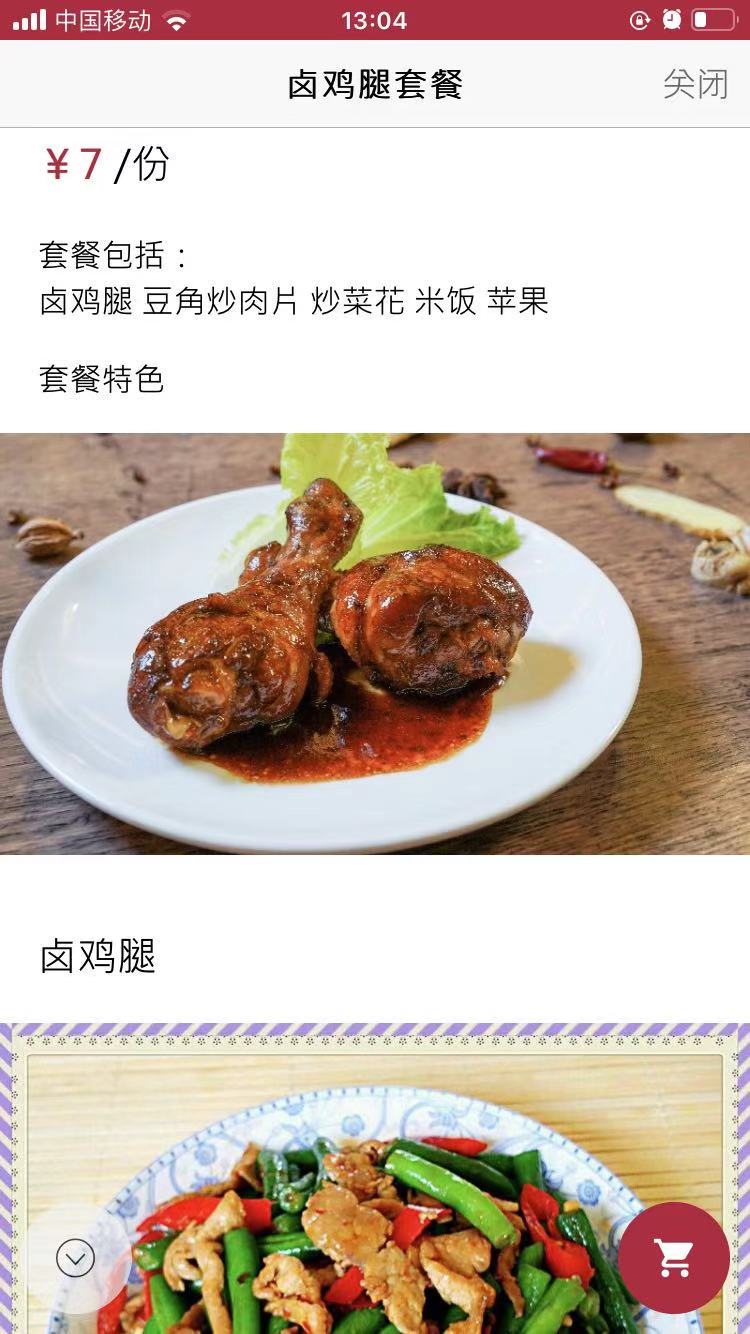 中国移动 13:04
卤鸡腿套餐 关闭
¥7 /份
套餐包括：
卤鸡腿 豆角炒肉片 炒菜花 米饭 苹果
套餐特色
卤鸡腿